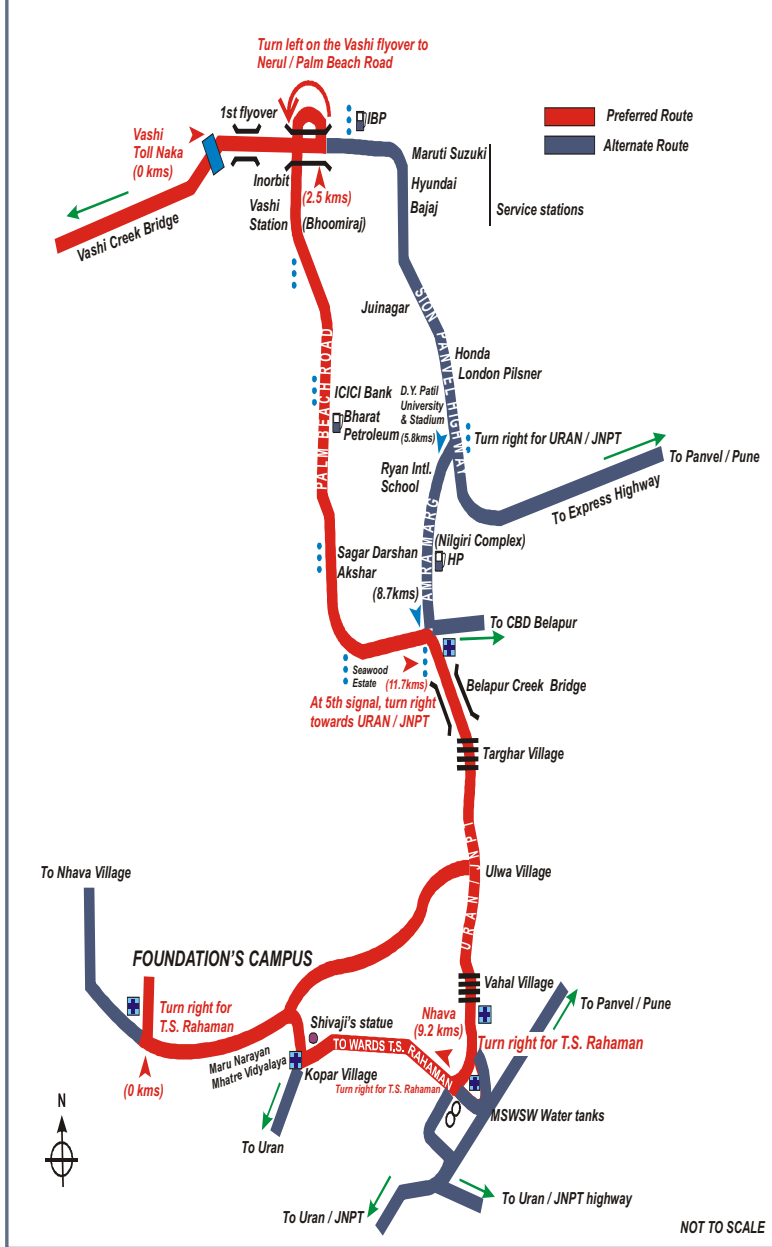 Turn left on the Vashi flyover to
Nerul / Palm Beach Road
1st flyover
IBP
Preferred Route
Alternate Route
Vashi
Toll Naka
(0 kms)
Maruti Suzuki
Hyundai
Bajaj
Service stations
Inorbit
(2.5 kms)
Vashi
Station
(Bhoomiraj)
Vashi Creek Bridge
Juinagar
SION PANVEL HIGHWAY
Honda
London Pilsner
PALM BEACH ROAD
ICICI Bank
Bharat
Petroleum
D.Y. Patil
University
& Stadium
(5.8kms)
Turn right for URAN / JNPT
To Panvel / Pune
To Express Highway
Ryan Intl.
School
AMRA MARG
(Nilgiri Complex)
HP
Sagar Darshan
Akshar
(8.7kms)
To CBD Belapur
Seawood
Estate
(11.7kms)
At 5th signal, turn right
towards URAN / JNPT
Belapur Creek Bridge
Targhar Village
URAN / JNPT
Ulwa Village
To Nhava Village
FOUNDATION'S CAMPUS
Turn right for
T.S. Rahaman
(0 kms)
Vahal Village
To Panvel / Pune
Nhava
(9.2 kms)
Turn right for T.S. Rahaman
Shivaji's statue
TO WARDS T.S. RAHAMAN
Maru Narayan
Mhatre Vidyalaya
Kopar Village
Turn right for T.S. Rahaman
MSWSW Water tanks
To Uran
N
To Uran / JNPT
To Uran / JNPT highway
NOT TO SCALE